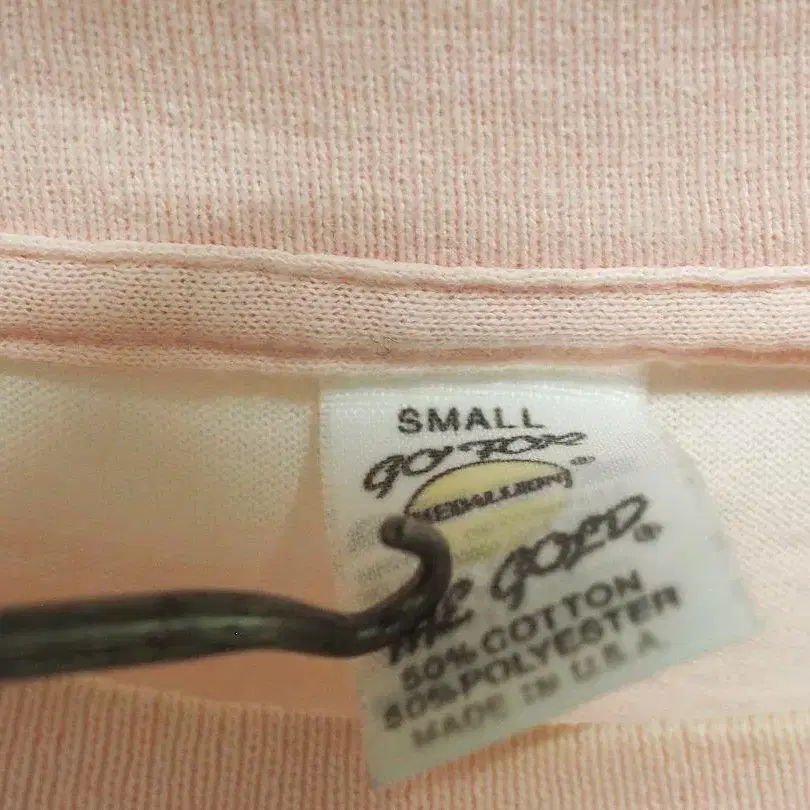 SMALL
GO FOR
MEDALLION
THE GOLD®
50% COTTON
50% POLYESTER
MADE IN U.S.A.